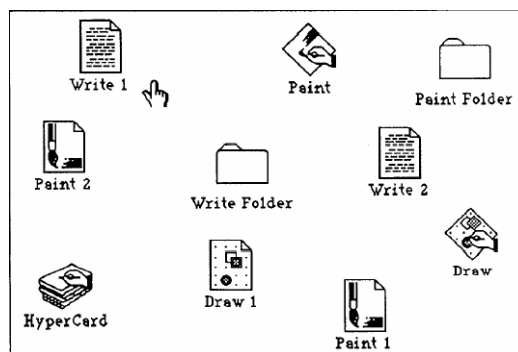 Write 1
Paint
Paint Folder
Paint 2
Write Folder
Write 2
Draw
HyperCard
Draw 1
Paint 1